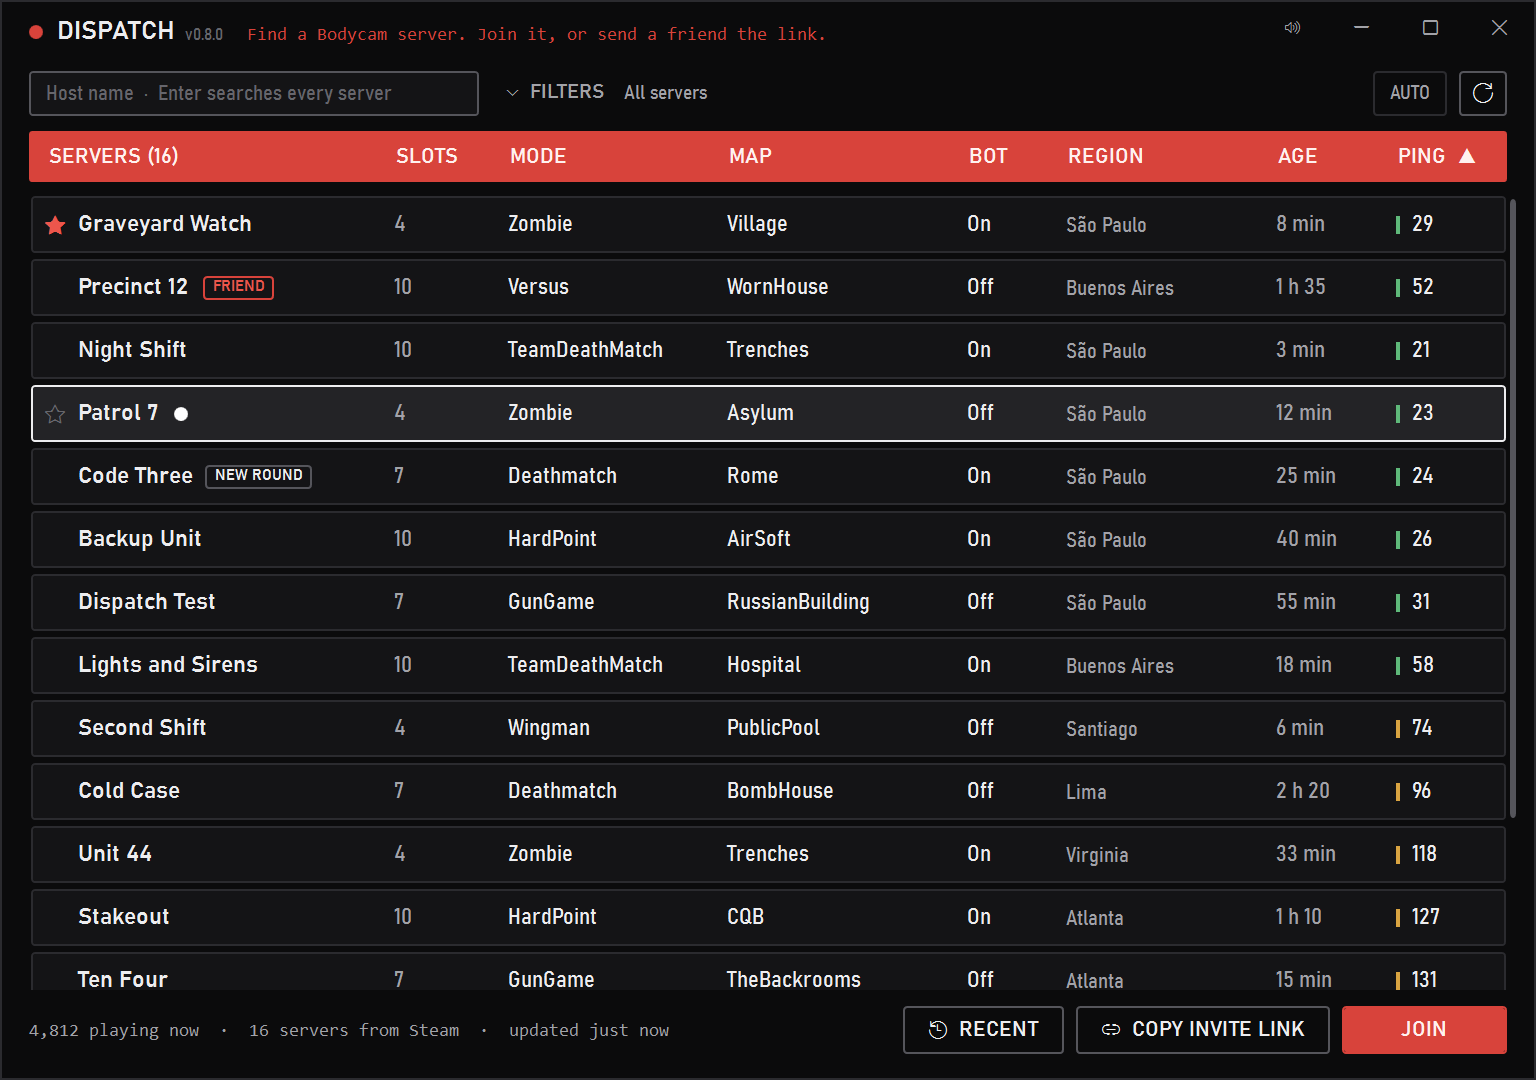 DISPATCH v0.8.0 Find a Bodycam server. Join it, or send a friend the link.
Host name · Enter searches every server FILTERS All servers AUTO
SERVERS (16) SLOTS MODE MAP BOT REGION AGE PING ▲
Graveyard Watch 4 Zombie Village On São Paulo 8 min 29
Precinct 12 FRIEND 10 Versus WornHouse Off Buenos Aires 1 h 35 52
Night Shift 10 TeamDeathMatch Trenches On São Paulo 3 min 21
Patrol 7 4 Zombie Asylum Off São Paulo 12 min 23
Code Three NEW ROUND 7 Deathmatch Rome On São Paulo 25 min 24
Backup Unit 10 HardPoint AirSoft On São Paulo 40 min 26
Dispatch Test 7 GunGame RussianBuilding Off São Paulo 55 min 31
Lights and Sirens 10 TeamDeathMatch Hospital On Buenos Aires 18 min 58
Second Shift 4 Wingman PublicPool Off Santiago 6 min 74
Cold Case 7 Deathmatch BombHouse Off Lima 2 h 20 96
Unit 44 4 Zombie Trenches On Virginia 33 min 118
Stakeout 10 HardPoint CQB On Atlanta 1 h 10 127
Ten Four 7 GunGame TheBackrooms Off Atlanta 15 min 131
4,812 playing now · 16 servers from Steam · updated just now RECENT COPY INVITE LINK JOIN